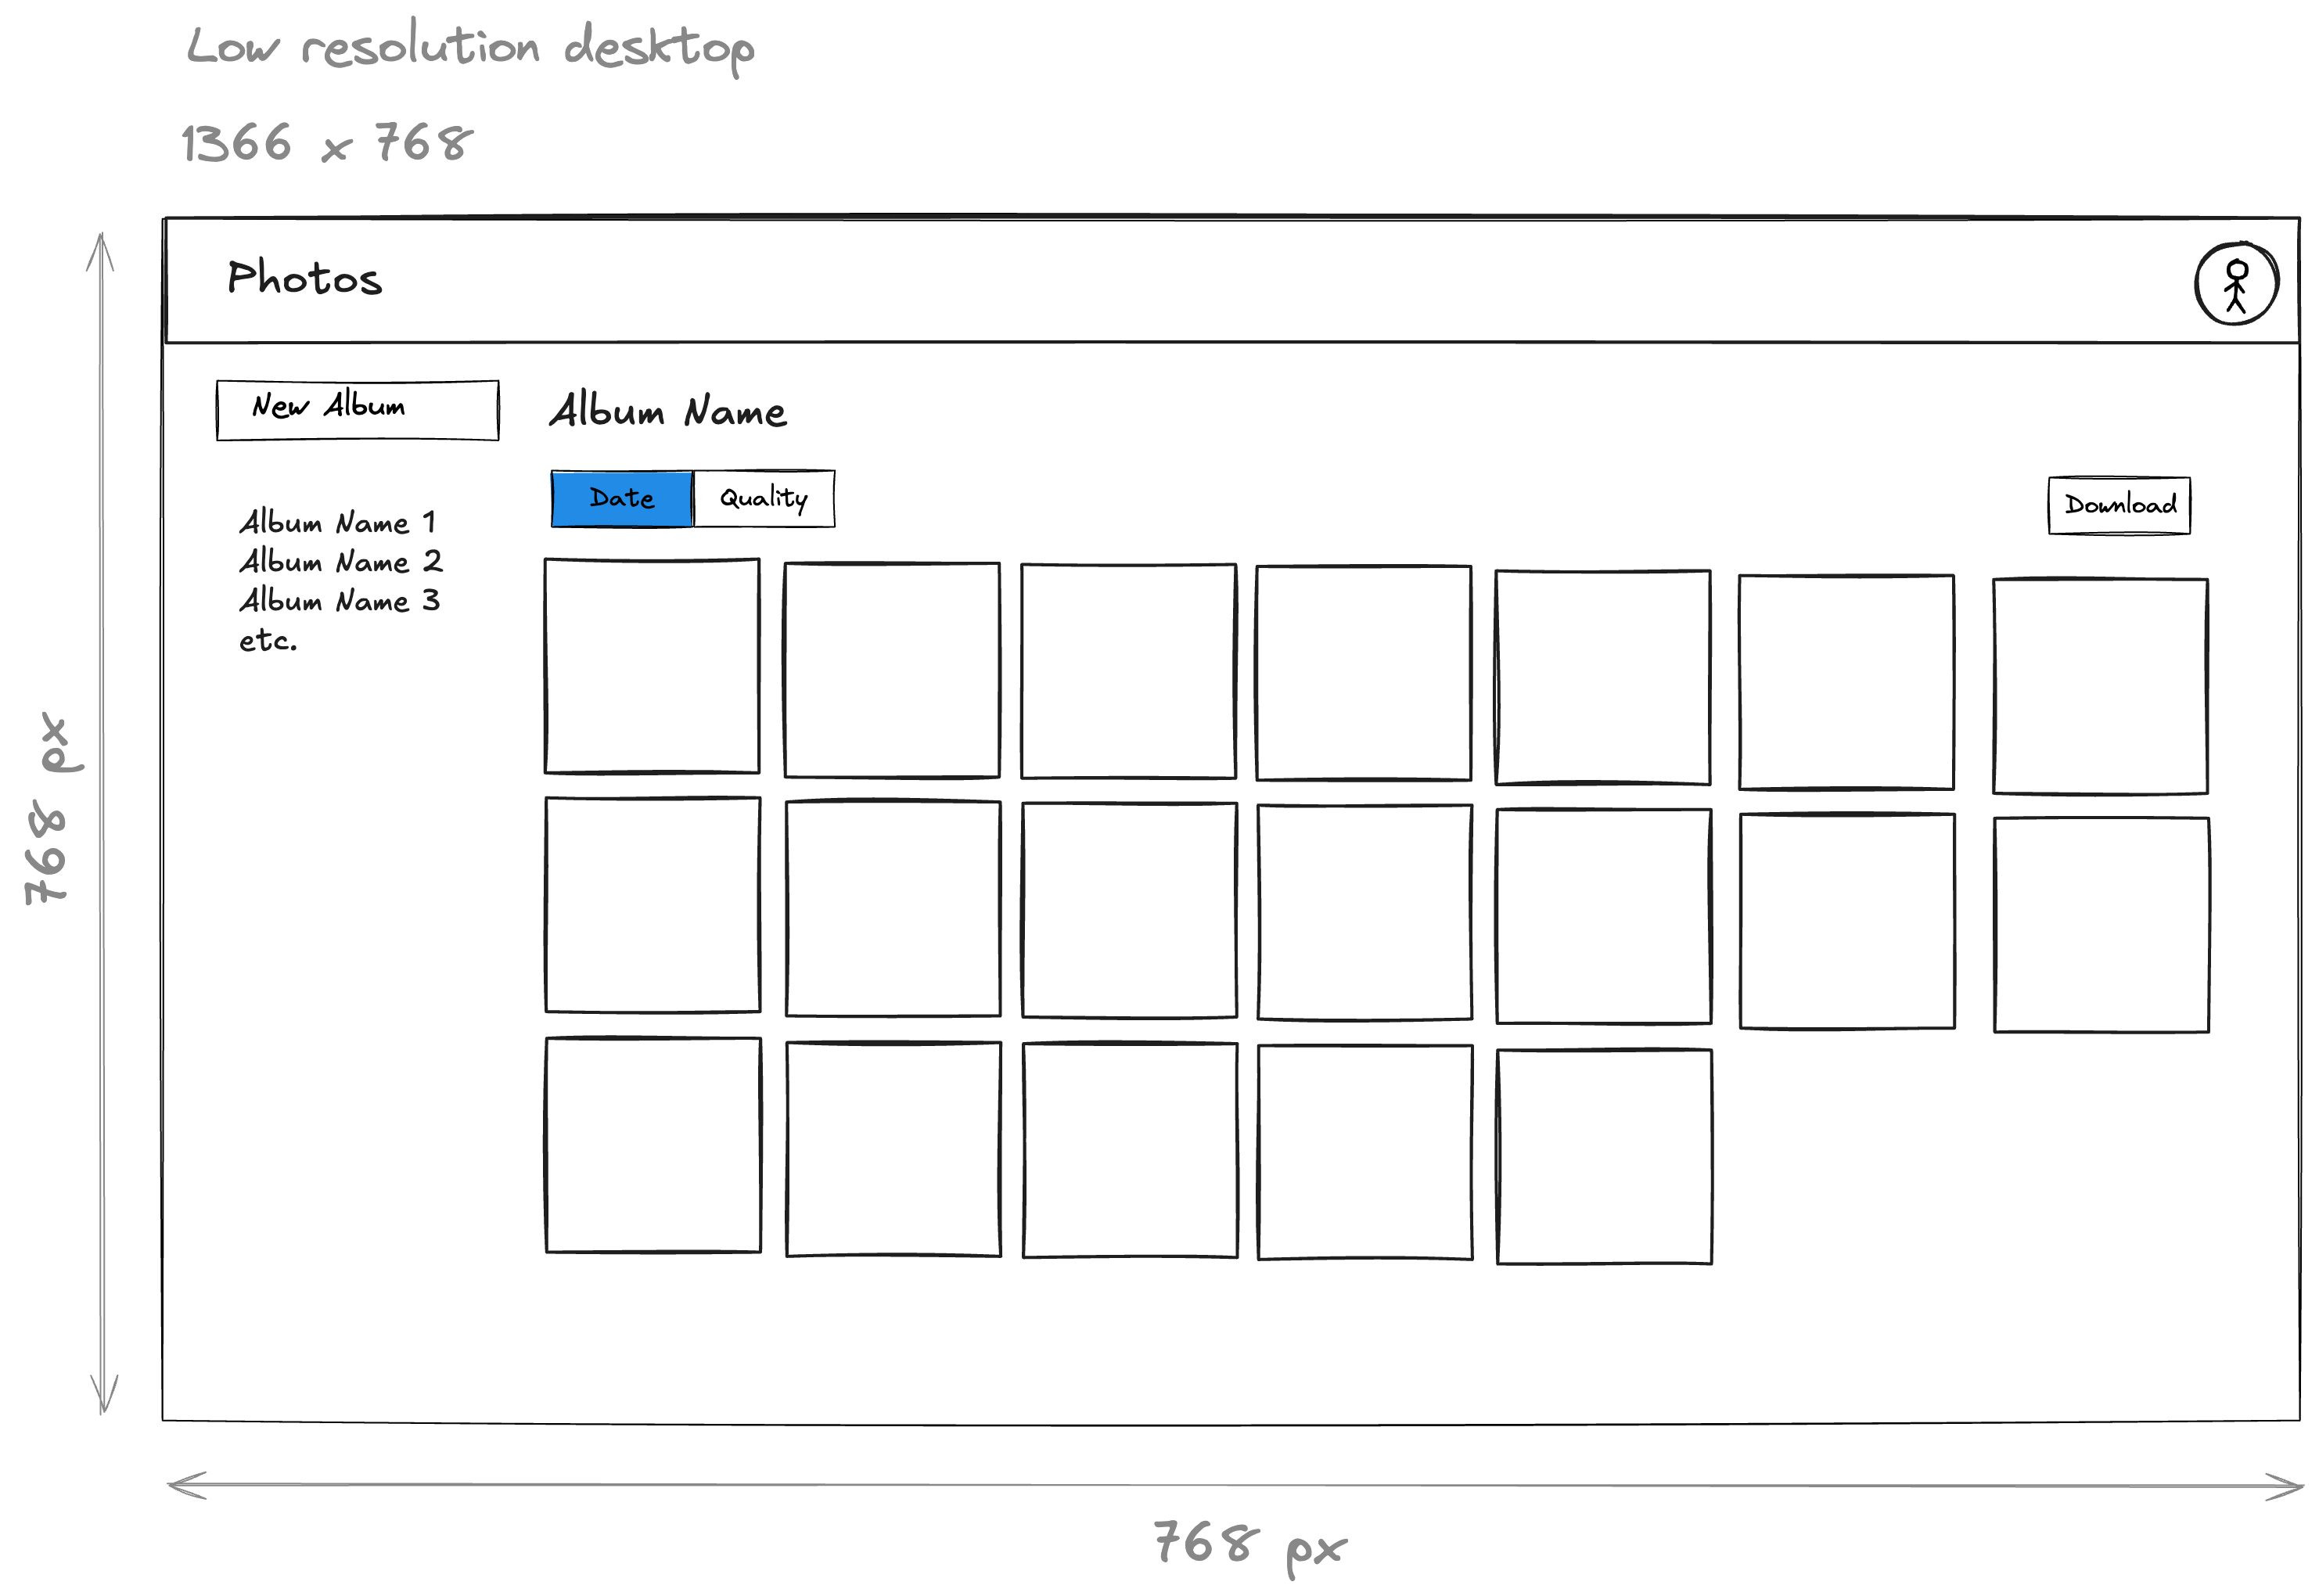 Low resolution desktop
1366 x 768
Photos
New Album
Album Name
Date
Quality
Download
Album Name 1
Album Name 2
Album Name 3
etc.
768 px
768 px